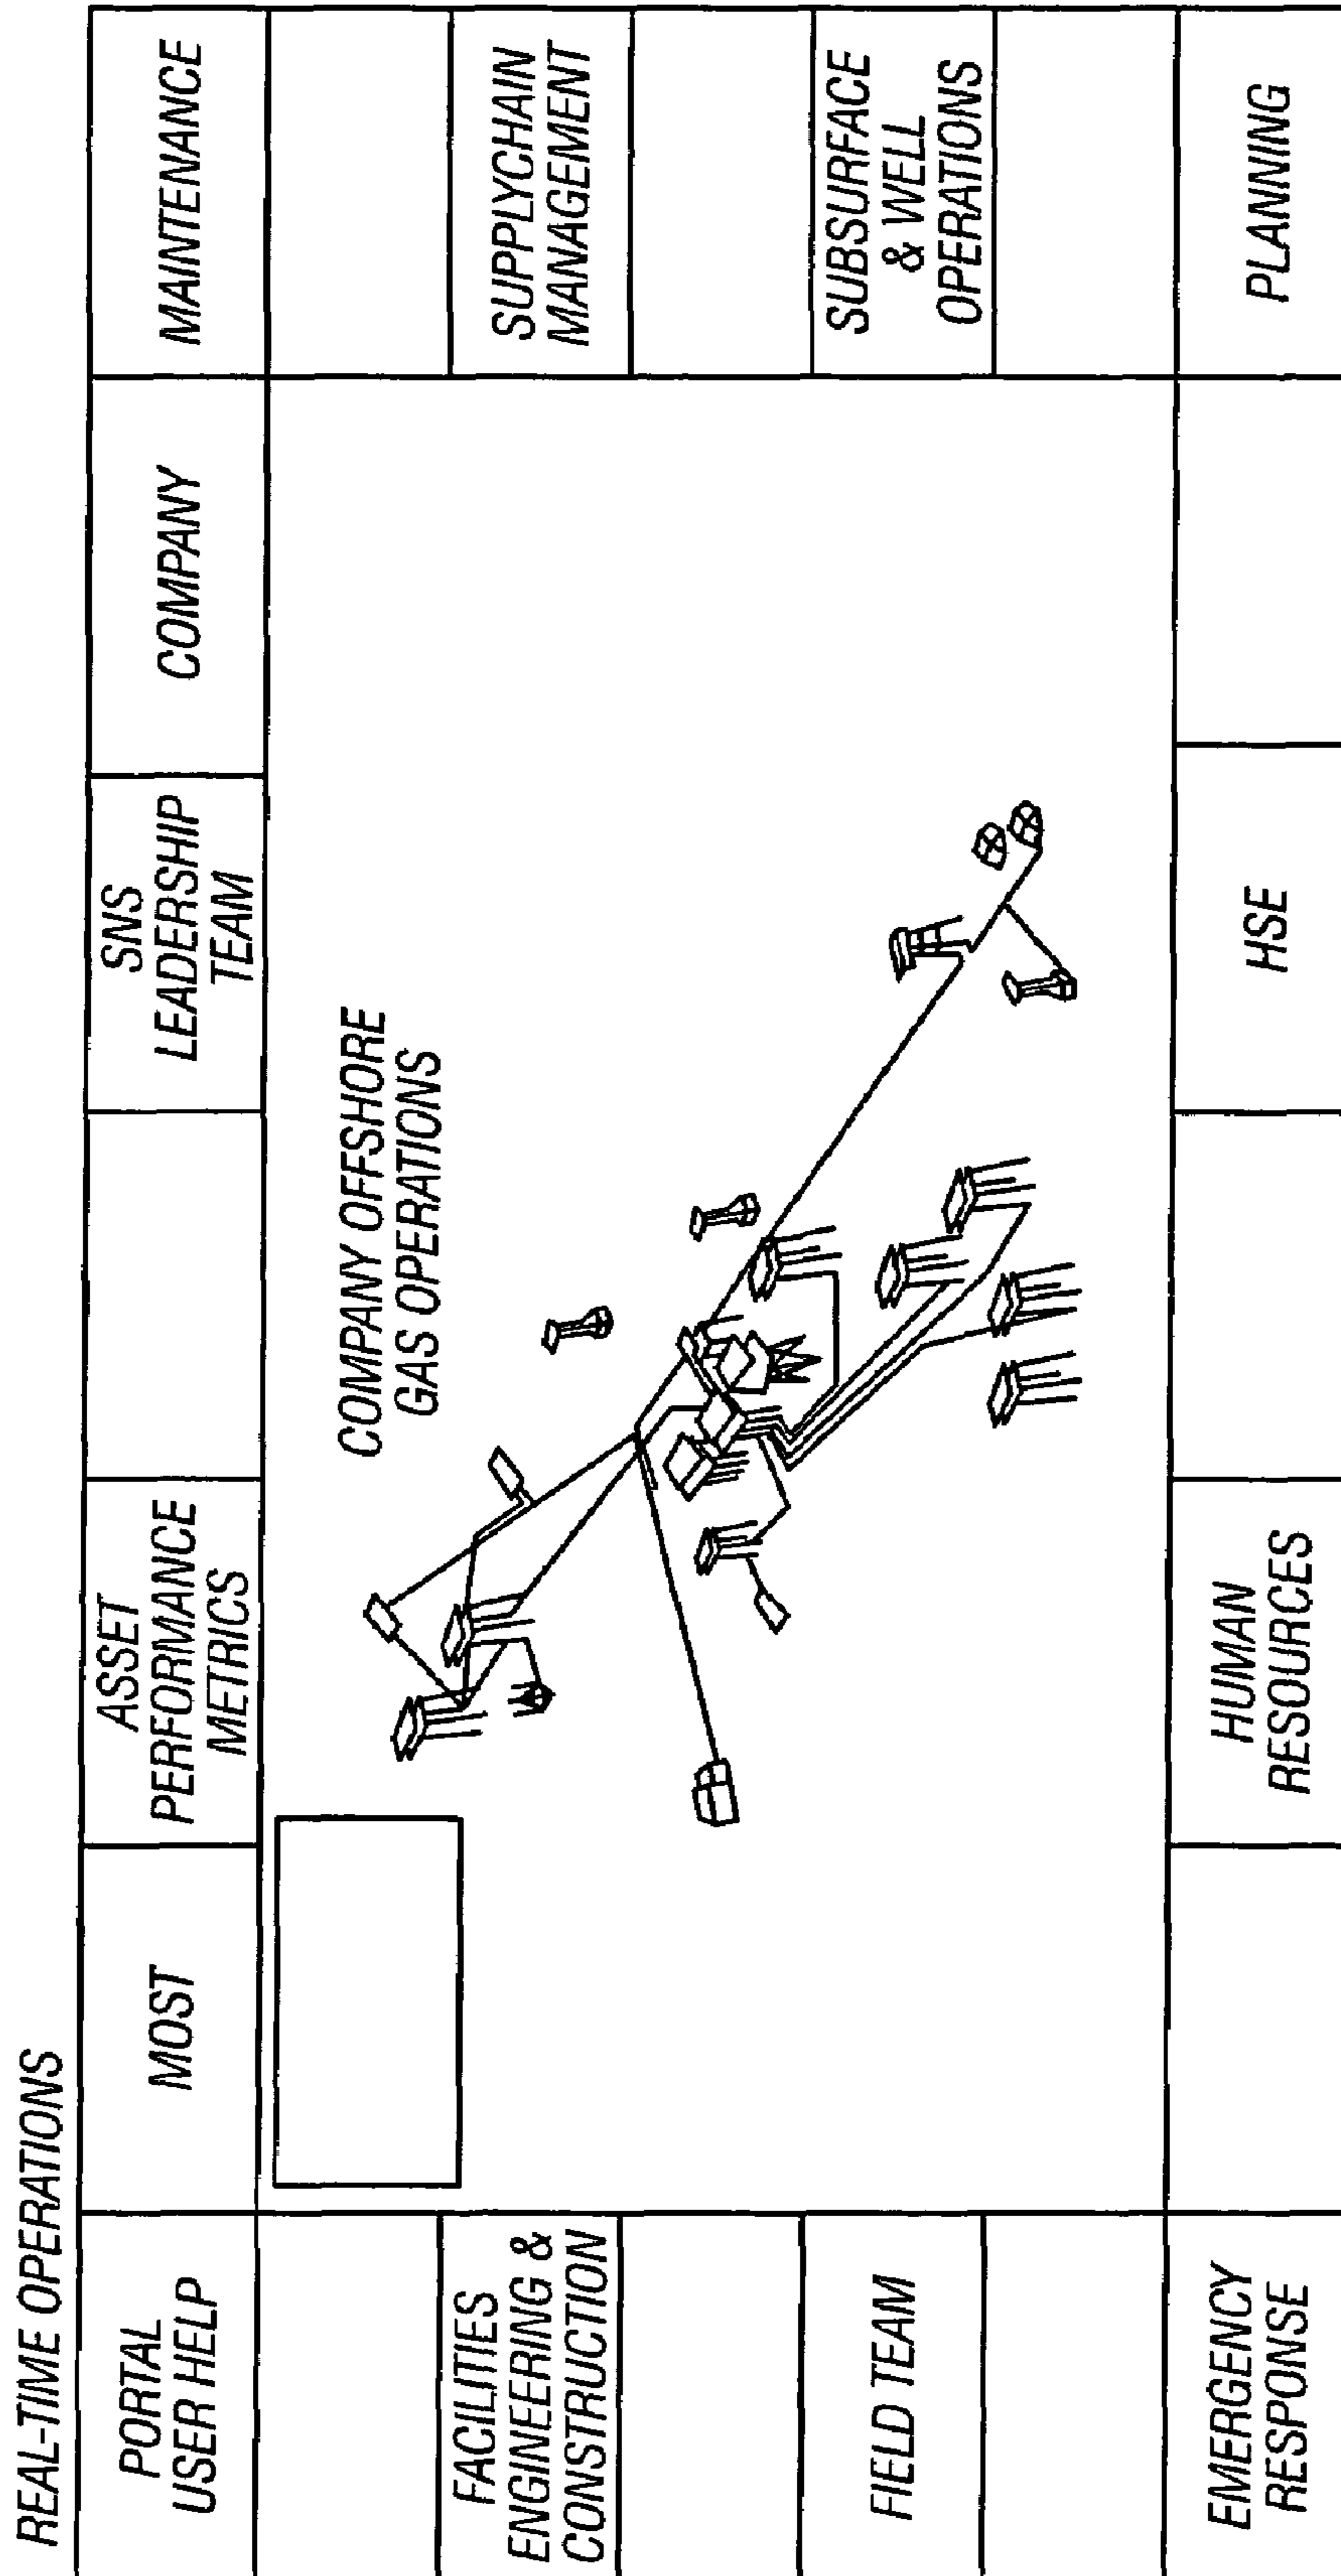 REAL-TIME OPERATIONS
PORTAL
USER HELP
MOST
ASSET
PERFORMANCE
METRICS
SNS
LEADERSHIP
TEAM
COMPANY
MAINTENANCE
COMPANY OFFSHORE
GAS OPERATIONS
FACILITIES
ENGINEERING &
CONSTRUCTION
SUPPLYCHAIN
MANAGEMENT
FIELD TEAM
SUBSURFACE
& WELL
OPERATIONS
EMERGENCY
RESPONSE
HUMAN
RESOURCES
HSE
PLANNING